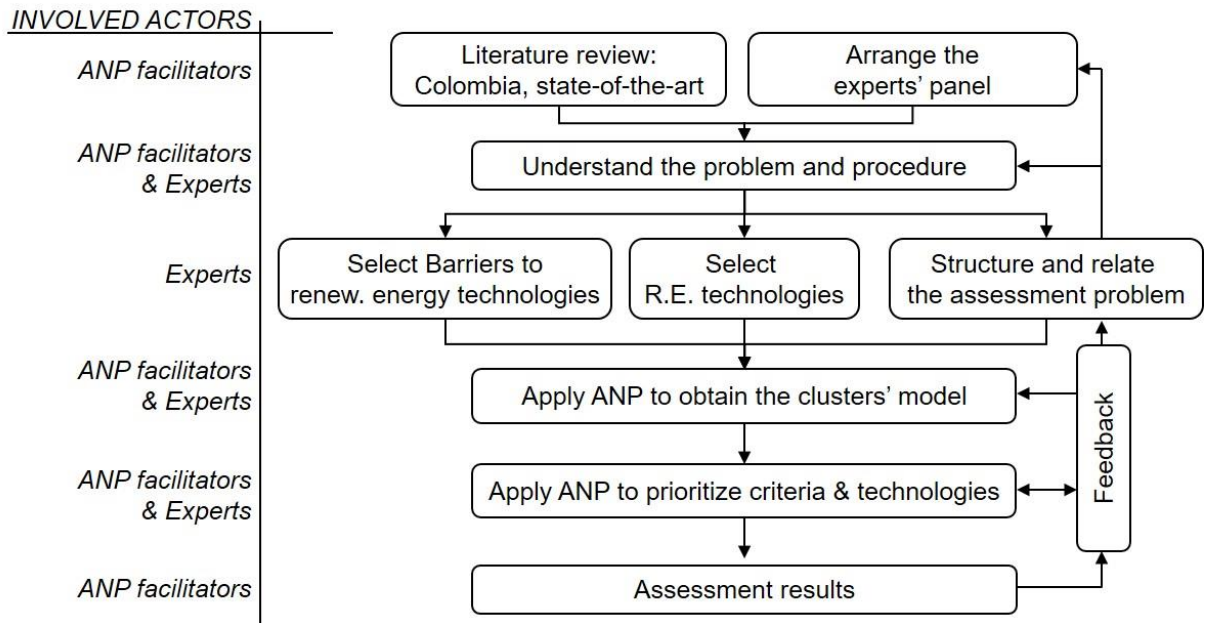 INVOLVED ACTORS
ANP facilitators
Literature review:
Colombia, state-of-the-art
Arrange the
experts' panel
ANP facilitators
& Experts
Understand the problem and procedure
Experts
Select Barriers to
renew. energy technologies
Select
R.E. technologies
Structure and relate
the assessment problem
ANP facilitators
& Experts
Apply ANP to obtain the clusters' model
Feedback
ANP facilitators
& Experts
Apply ANP to prioritize criteria & technologies
ANP facilitators
Assessment results